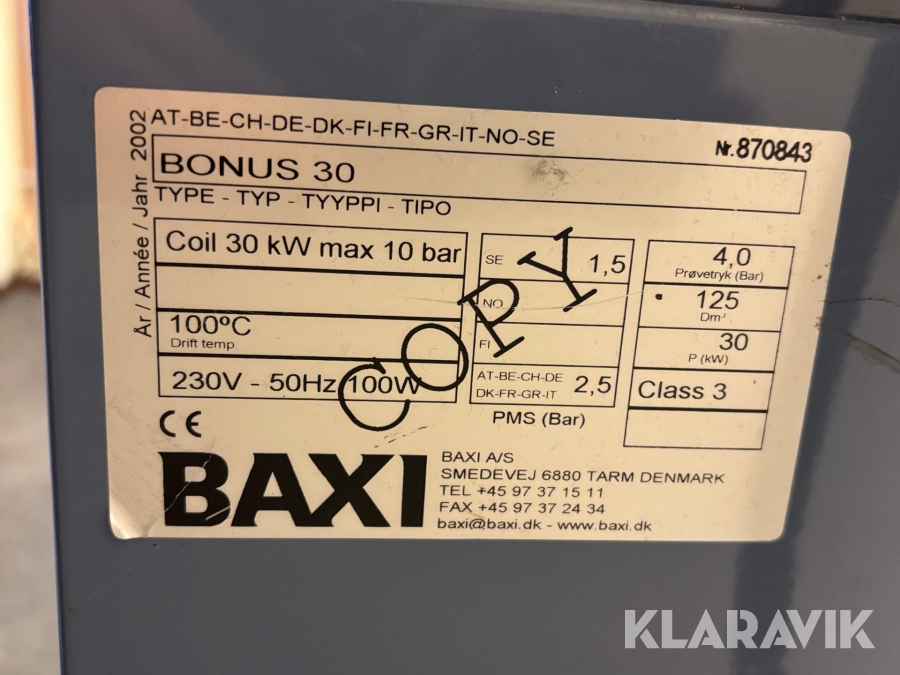 AT-BE-CH-DE-DK-FI-FR-GR-IT-NO-SE
Nr. 870843
År / Année / Jahr 2002
BONUS 30
TYPE - TYP - TYYPPI - TIPO
Coil 30 kW max 10 bar
100ºC
Drift temp.
230V - 50Hz 100W
SE 1,5
NO
FI
AT-BE-CH-DE
DK-FR-GR-IT 2,5
PMS (Bar)
4,0
Prøvetryk (Bar)
125
Dm³
30
P (kW)
Class 3
COPY
CE
BAXI
BAXI A/S
SMEDEVEJ 6880 TARM DENMARK
TEL +45 97 37 15 11
FAX +45 97 37 24 34
baxi@baxi.dk - www.baxi.dk
KLARAVIK